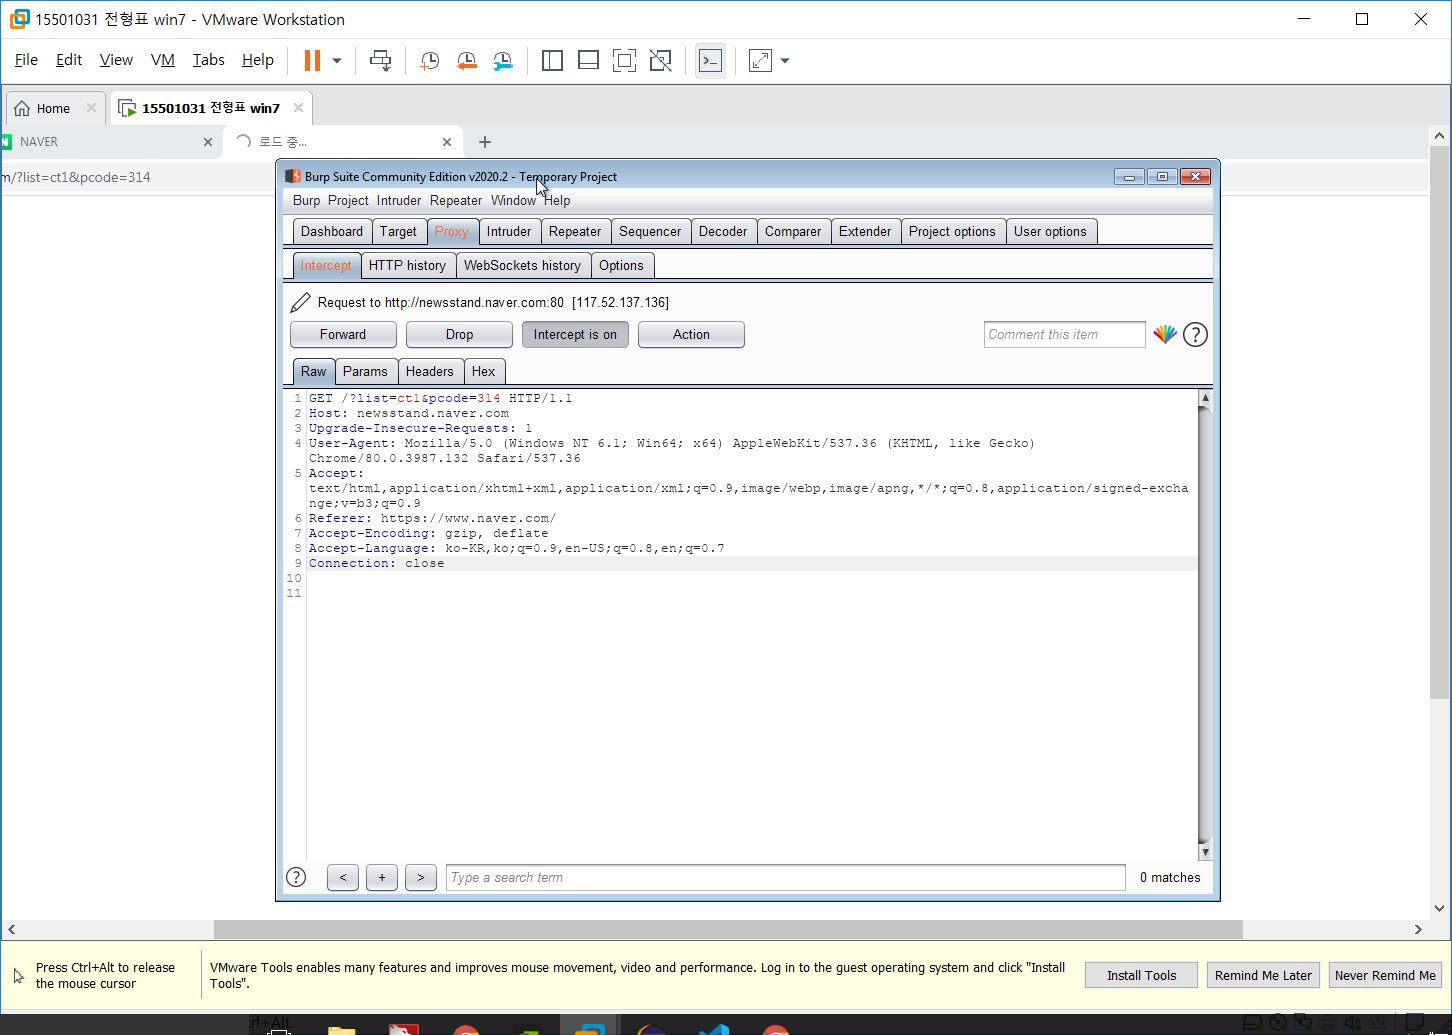 15501031 전형표 win7 - VMware Workstation
File Edit View VM Tabs Help
Home
15501031 전형표 win7
NAVER
로드 중...
m/?list=ct1&pcode=314
Burp Suite Community Edition v2020.2 - Temporary Project
Burp Project Intruder Repeater Window Help
Dashboard Target Proxy Intruder Repeater Sequencer Decoder Comparer Extender Project options User options
Intercept HTTP history WebSockets history Options
Request to http://newsstand.naver.com:80 [117.52.137.136]
Forward Drop Intercept is on Action Comment this item ?
Raw Params Headers Hex
1 GET /?list=ct1&pcode=314 HTTP/1.1
2 Host: newsstand.naver.com
3 Upgrade-Insecure-Requests: 1
4 User-Agent: Mozilla/5.0 (Windows NT 6.1; Win64; x64) AppleWebKit/537.36 (KHTML, like Gecko)
Chrome/80.0.3987.132 Safari/537.36
5 Accept:
text/html,application/xhtml+xml,application/xml;q=0.9,image/webp,image/apng,*/*;q=0.8,application/signed-excha
nge;v=b3;q=0.9
6 Referer: https://www.naver.com/
7 Accept-Encoding: gzip, deflate
8 Accept-Language: ko-KR,ko;q=0.9,en-US;q=0.8,en;q=0.7
9 Connection: close
10
11
? < + > Type a search term 0 matches
Press Ctrl+Alt to release
the mouse cursor
VMware Tools enables many features and improves mouse movement, video and performance. Log in to the guest operating system and click "Install
Tools".
Install Tools Remind Me Later Never Remind Me
rl+Alt.